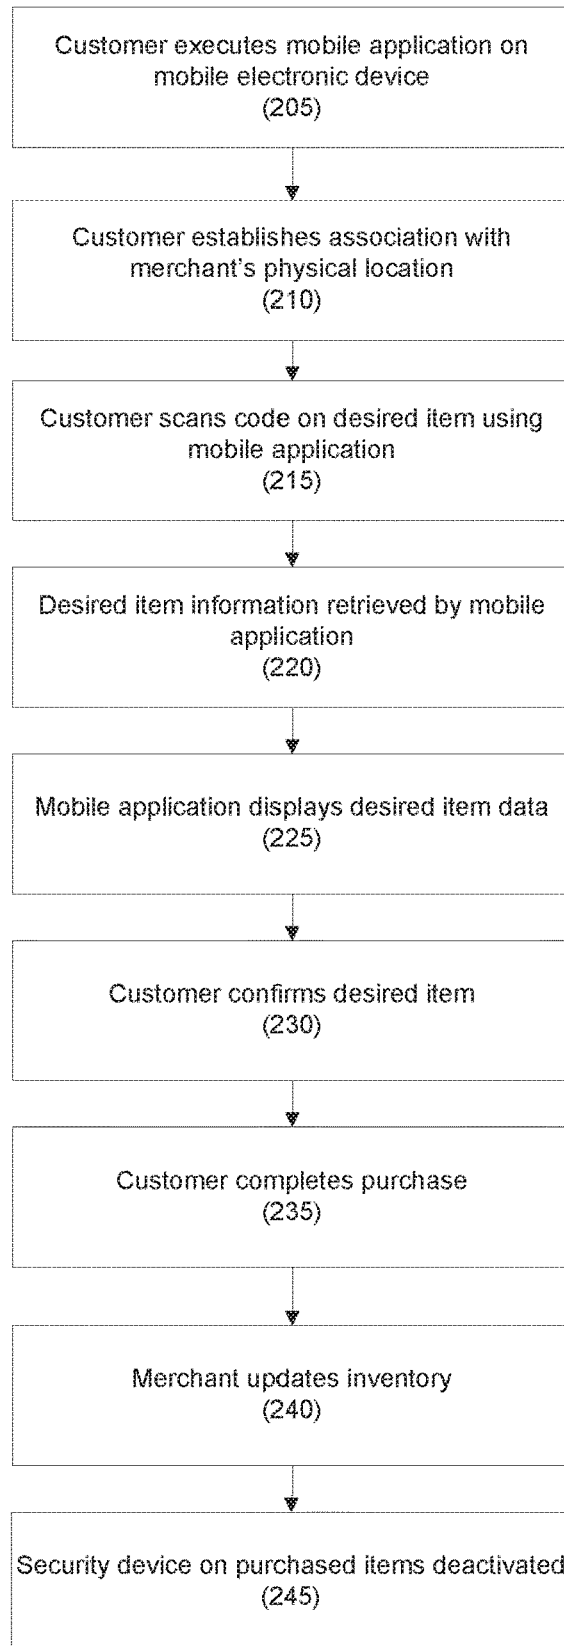 Customer executes mobile application on
mobile electronic device
(205)
Customer establishes association with
merchant's physical location
(210)
Customer scans code on desired item using
mobile application
(215)
Desired item information retrieved by mobile
application
(220)
Mobile application displays desired item data
(225)
Customer confirms desired item
(230)
Customer completes purchase
(235)
Merchant updates inventory
(240)
Security device on purchased items deactivated
(245)